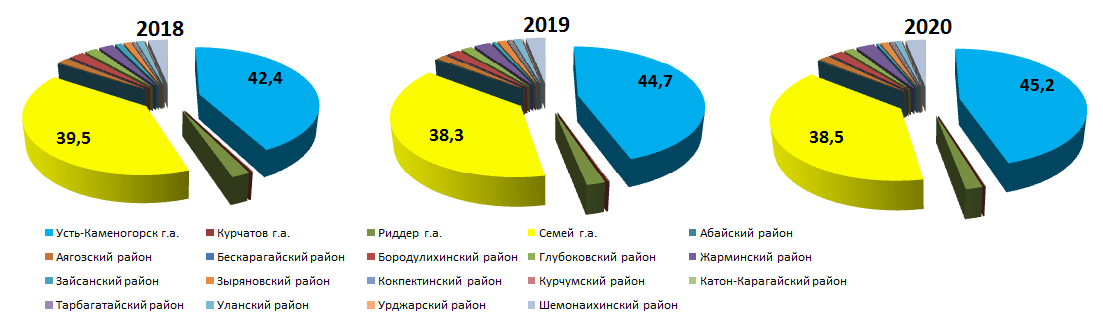 2018 2019 2020
42,4 44,7 45,2
39,5 38,3 38,5
Усть-Каменогорск г.а. Курчатов г.а. Риддер г.а. Семей г.а. Абайский район
Аягозский район Бескарагайский район Бородулихинский район Глубоковский район Жарминский район
Зайсанский район Зыряновский район Кокпектинский район Курчумский район Катон-Карагайский район
Тарбагатайский район Уланский район Урджарский район Шемонаихинский район